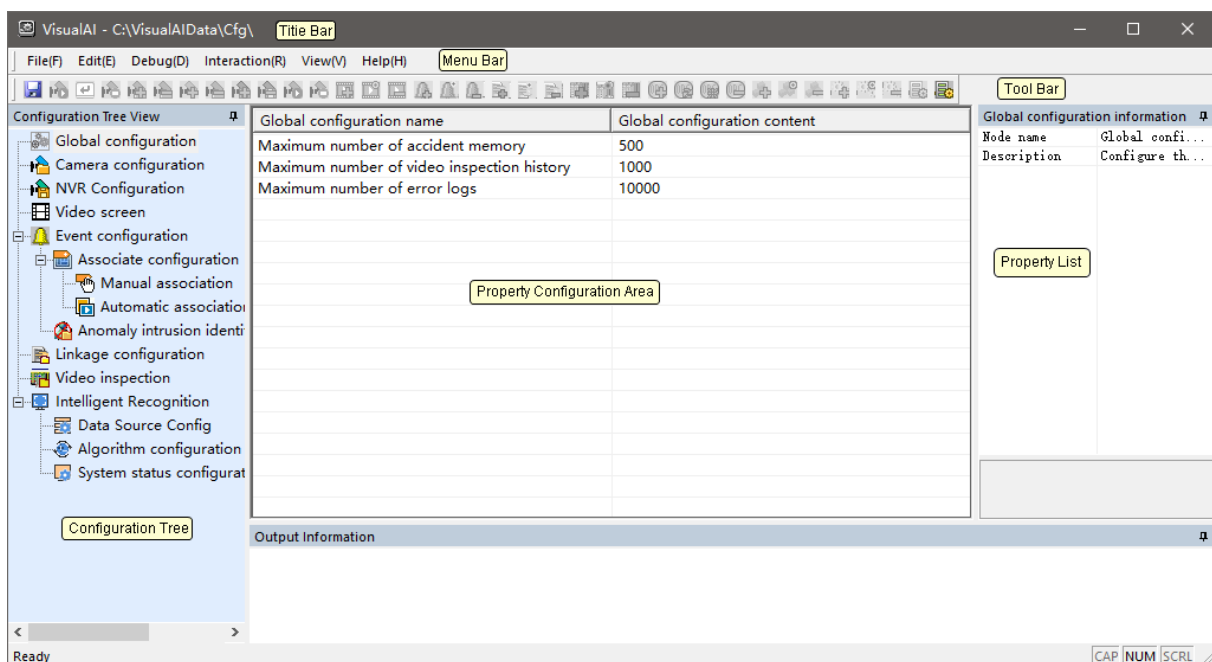 VisualAI - C:\VisualAIData\Cfg\
Titie Bar
File(F) Edit(E) Debug(D) Interaction(R) View(V) Help(H)
Menu Bar
Tool Bar
Configuration Tree View
Global configuration
Camera configuration
NVR Configuration
Video screen
Event configuration
Associate configuration
Manual association
Automatic association
Anomaly intrusion identi
Linkage configuration
Video inspection
Intelligent Recognition
Data Source Config
Algorithm configuration
System status configurat
Configuration Tree
Global configuration name Global configuration content
Maximum number of accident memory 500
Maximum number of video inspection history 1000
Maximum number of error logs 10000
Property Configuration Area
Global configuration information
Node name Global confi...
Description Configure th...
Property List
Output Information
Ready
CAP NUM SCRL